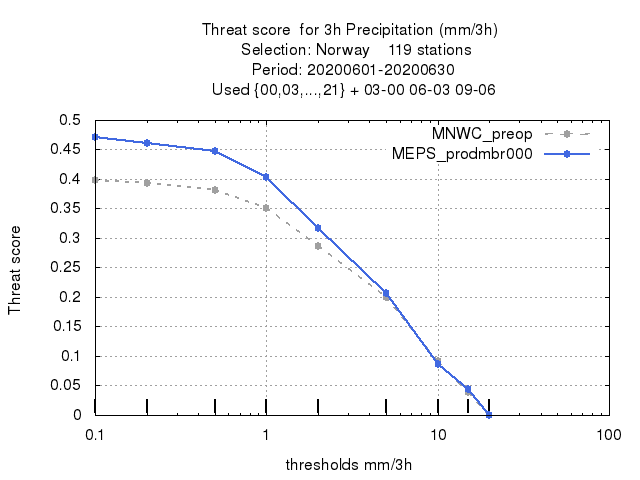 Threat score  for 3h Precipitation (mm/3h)
Selection: Norway    119 stations
Period: 20200601-20200630
Used {00,03,...,21} + 03-00 06-03 09-06
MNWC_preop
MEPS_prodmbr000
0.5
0.45
0.4
0.35
0.3
0.25
0.2
0.15
0.1
0.05
0
Threat score
0.1 1 10 100
thresholds mm/3h